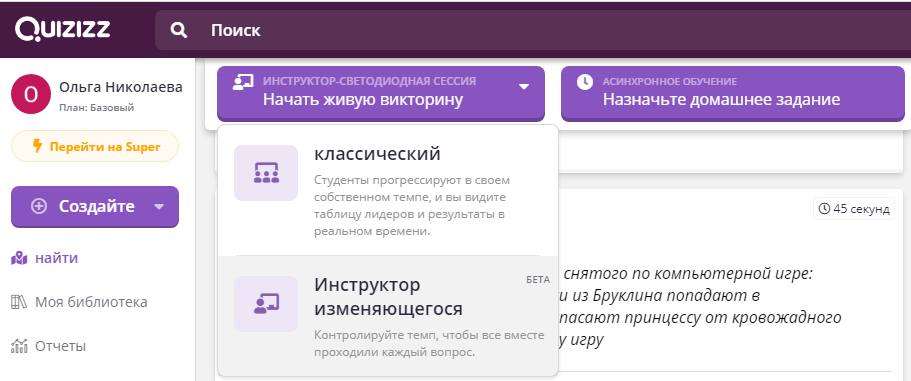 QUIZIZZ
Поиск
О
Ольга Николаева
План: Базовый
Перейти на Super
Создайте
найти
Моя библиотека
Отчеты
ИНСТРУКТОР-СВЕТОДИОДНАЯ СЕССИЯ
Начать живую викторину
АСИНХРОННОЕ ОБУЧЕНИЕ
Назначьте домашнее задание
классический
Студенты прогрессируют в своем
собственном темпе, и вы видите
таблицу лидеров и результаты в
реальном времени.
Инструктор
изменяющегося
БЕТА
Контролируйте темп, чтобы все вместе
проходили каждый вопрос.
45 секунд
снятого по компьютерной игре:
и из Бруклина попадают в
пасают принцессу от кровожадного
у игру